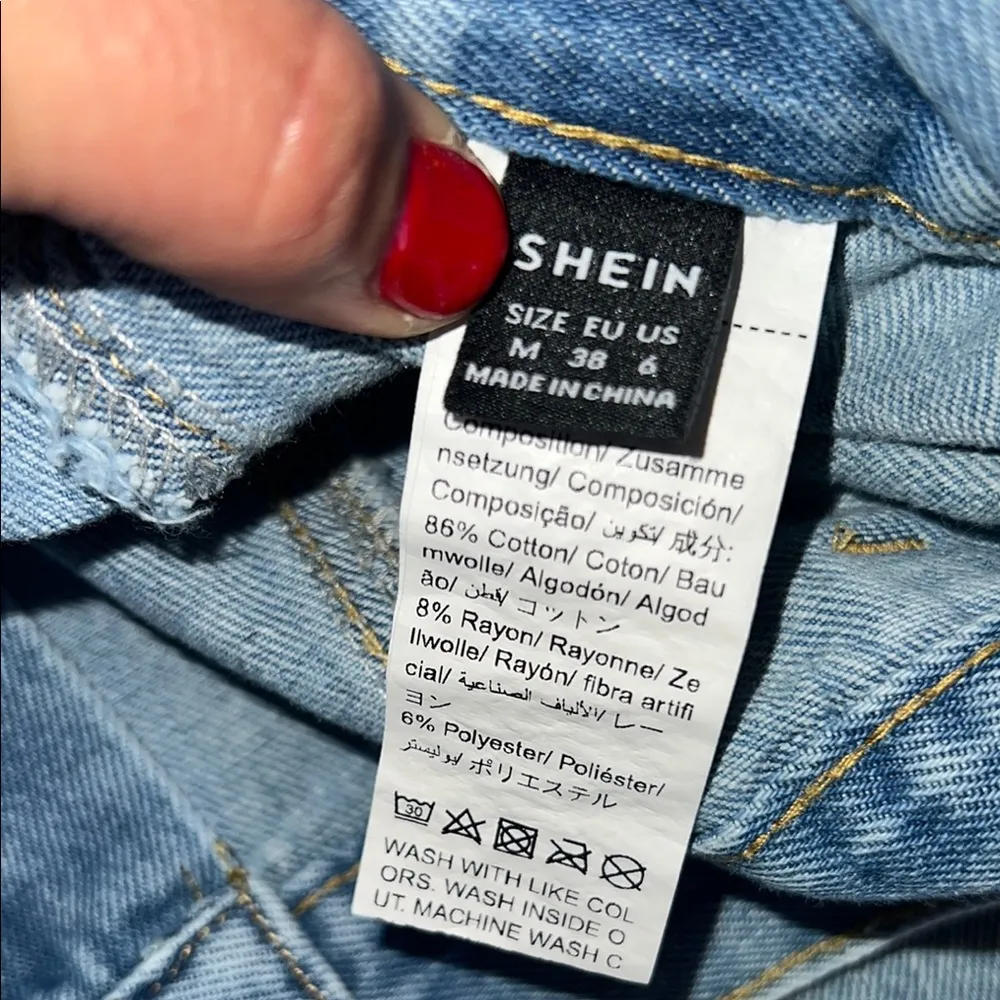 SHEIN
SIZE EU US
M 38 6
MADE IN CHINA
Composition/ Zusamme
nsetzung/ Composición/
Composição/ تكوين/ 成分:
86% Cotton/ Coton/ Bau
mwolle/ Algodón/ Algod
ão/ قطن/ コットン
8% Rayon/ Rayonne/ Ze
llwolle/ Rayón/ fibra artifi
cial/ الألياف الصناعية/ レー
ヨン
6% Polyester/ Poliéster/
بوليستر/ ポリエステル
30
WASH WITH LIKE COL
ORS. WASH INSIDE O
UT. MACHINE WASH C